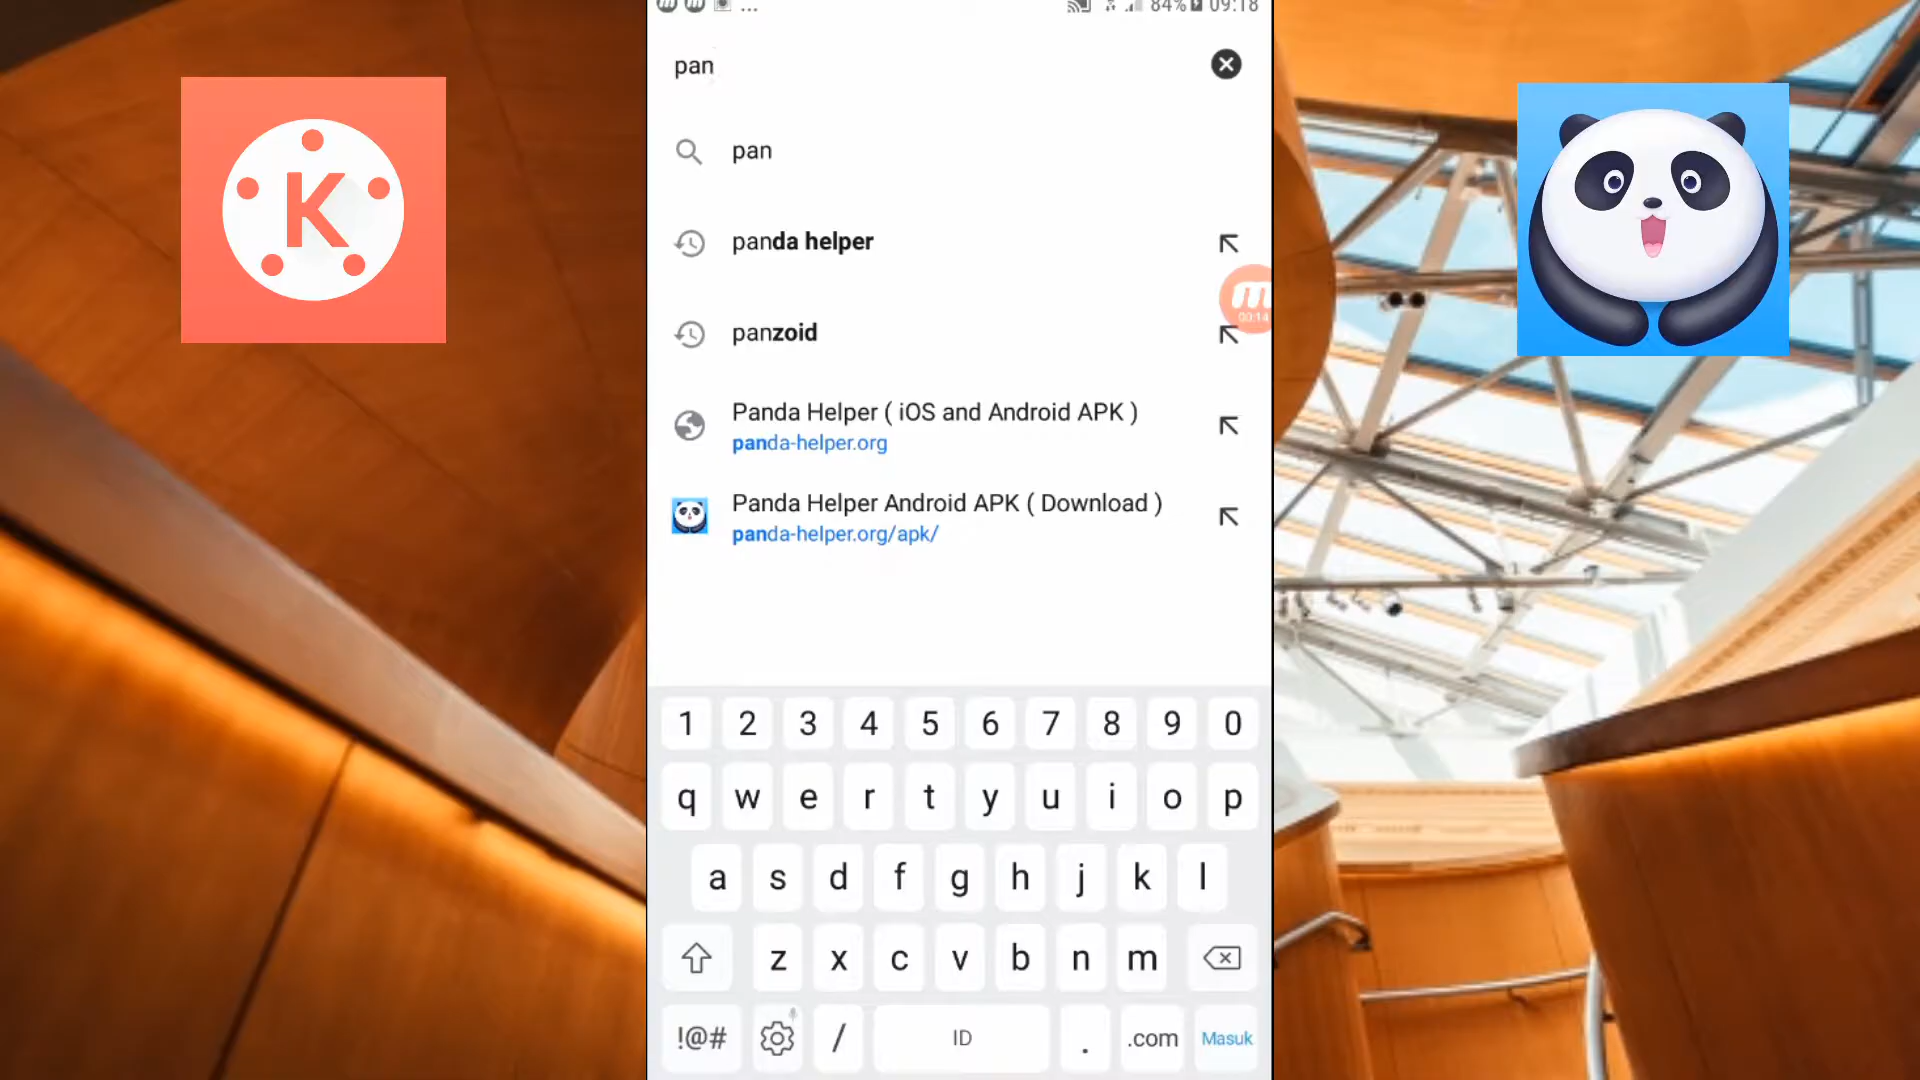 ... 84% 09:18
pan
pan
panda helper
panzoid
00:14
Panda Helper ( iOS and Android APK )
panda-helper.org
Panda Helper Android APK ( Download )
panda-helper.org/apk/
K
1 2 3 4 5 6 7 8 9 0
q w e r t y u i o p
a s d f g h j k l
z x c v b n m
!@# / ID . .com Masuk